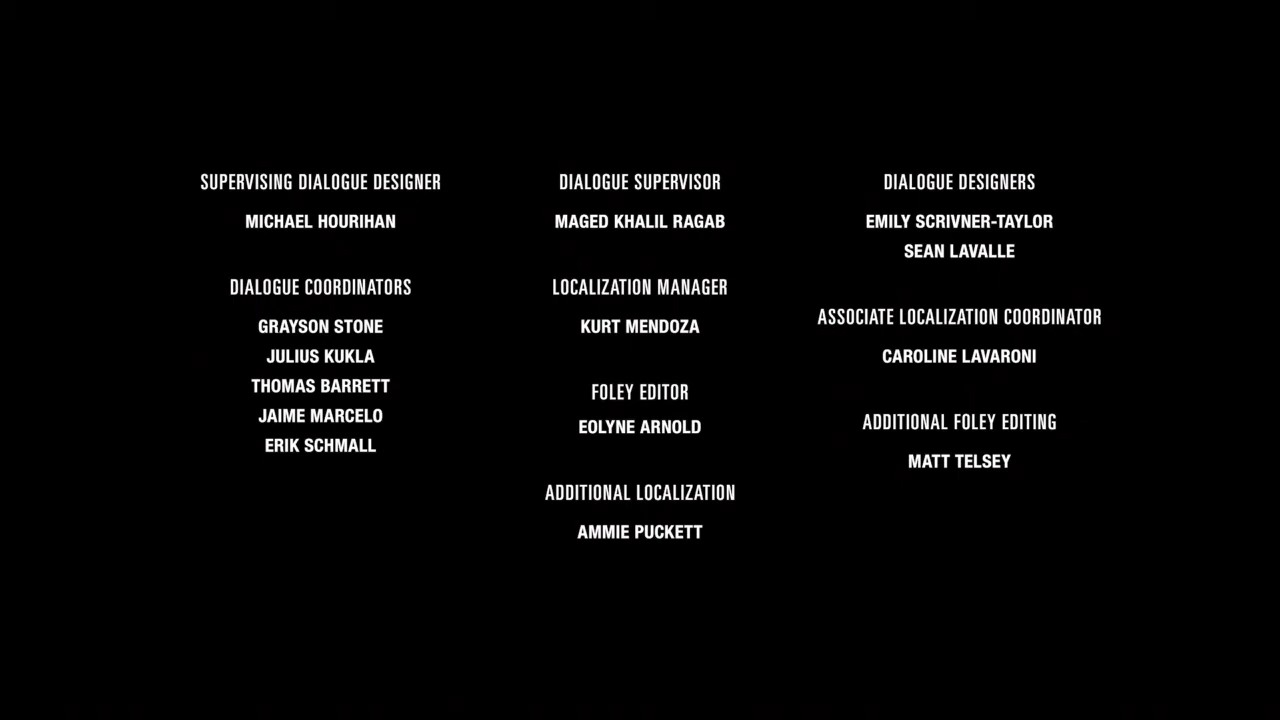 SUPERVISING DIALOGUE DESIGNER
MICHAEL HOURIHAN
DIALOGUE COORDINATORS
GRAYSON STONE
JULIUS KUKLA
THOMAS BARRETT
JAIME MARCELO
ERIK SCHMALL
DIALOGUE SUPERVISOR
MAGED KHALIL RAGAB
LOCALIZATION MANAGER
KURT MENDOZA
FOLEY EDITOR
EOLYNE ARNOLD
ADDITIONAL LOCALIZATION
AMMIE PUCKETT
DIALOGUE DESIGNERS
EMILY SCRIVNER-TAYLOR
SEAN LAVALLE
ASSOCIATE LOCALIZATION COORDINATOR
CAROLINE LAVARONI
ADDITIONAL FOLEY EDITING
MATT TELSEY